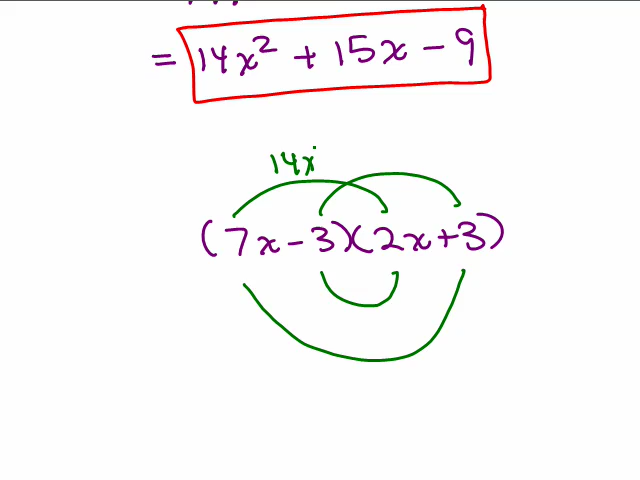 = 14x² + 15x - 9
14x
(7x - 3)(2x + 3)